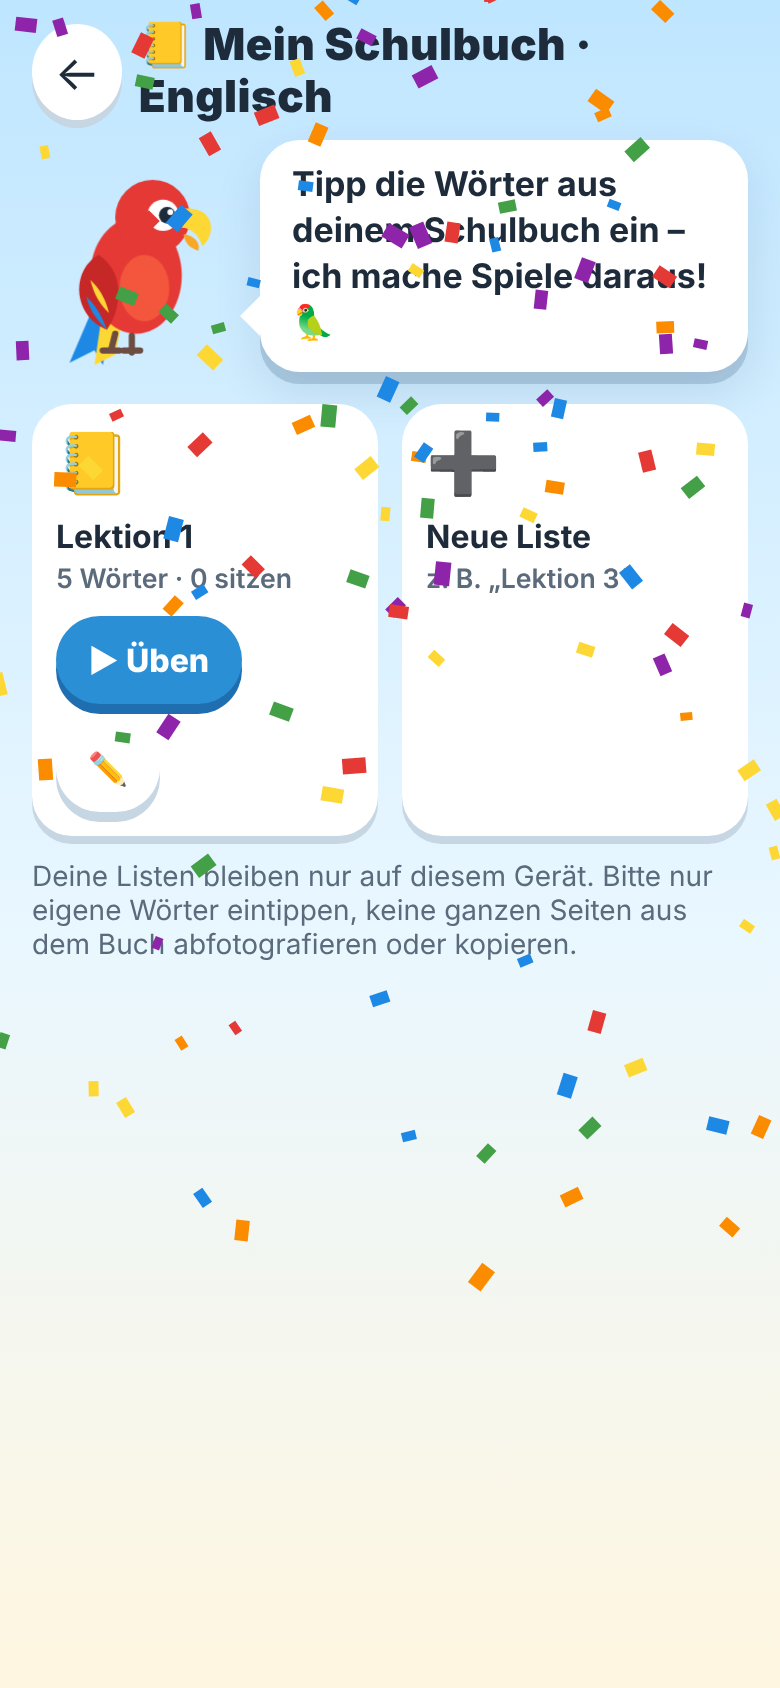 📒 Mein Schulbuch ·
Englisch
Tipp die Wörter aus
deinem Schulbuch ein –
ich mache Spiele daraus!
🦜
Lektion 1
5 Wörter · 0 sitzen
▶ Üben
Neue Liste
z. B. „Lektion 3
Deine Listen bleiben nur auf diesem Gerät. Bitte nur
eigene Wörter eintippen, keine ganzen Seiten aus
dem Buch abfotografieren oder kopieren.